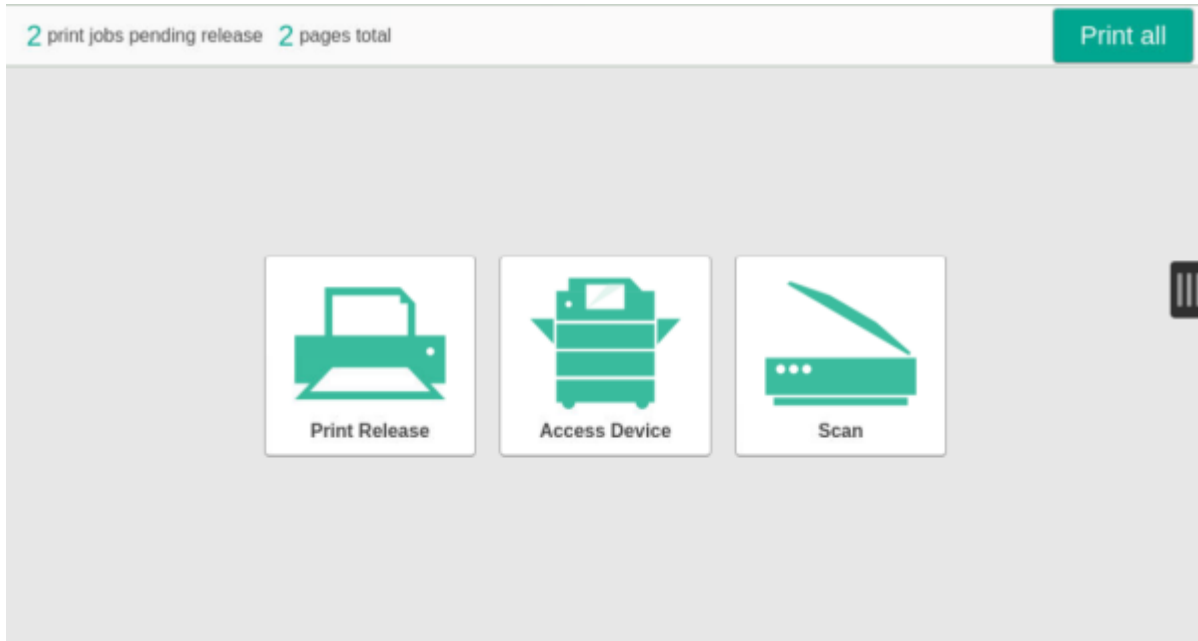 2 print jobs pending release 2 pages total
Print all
Print Release
Access Device
Scan